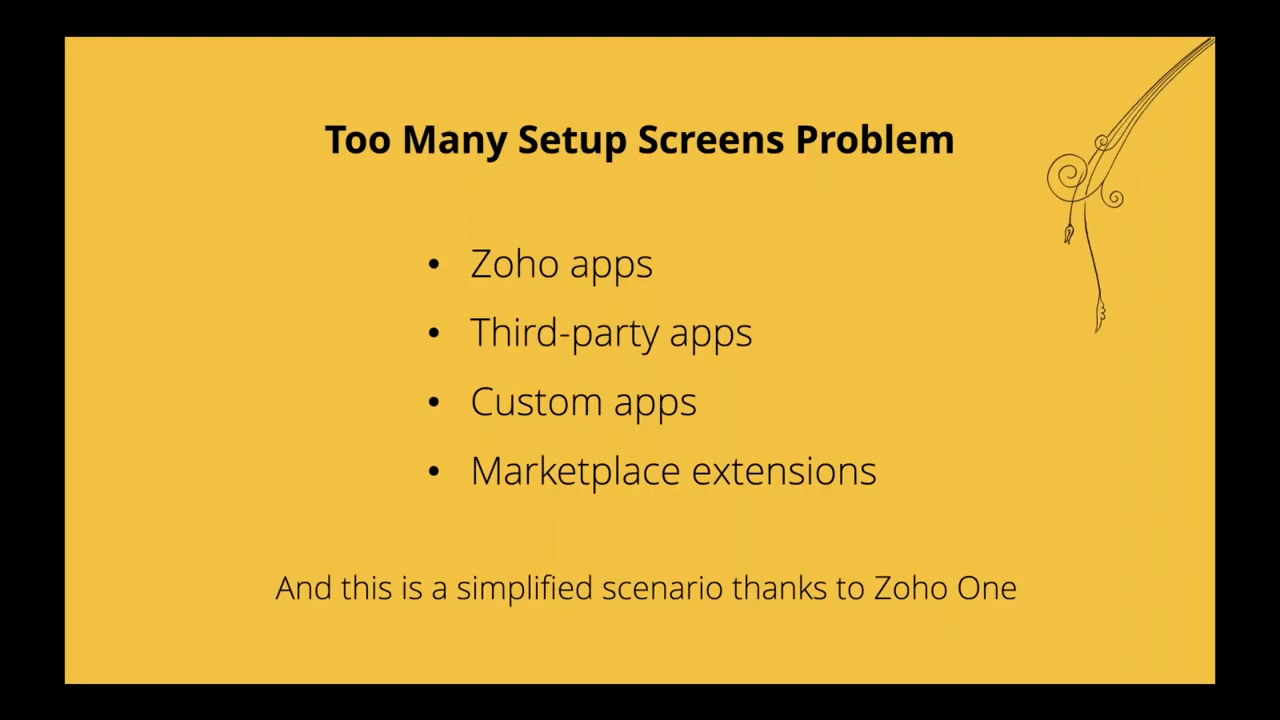 Too Many Setup Screens Problem
• Zoho apps
• Third-party apps
• Custom apps
• Marketplace extensions
And this is a simplified scenario thanks to Zoho One